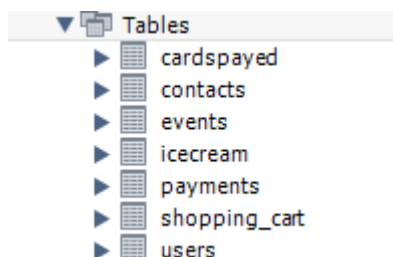 Tables
cardspayed
contacts
events
icecream
payments
shopping_cart
users